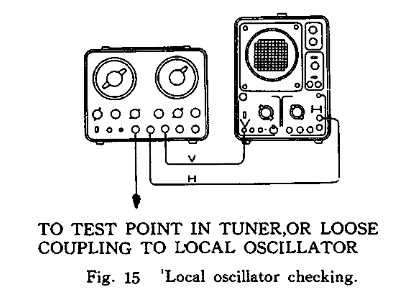 V
H
V
H
TO TEST POINT IN TUNER,OR LOOSE
COUPLING TO LOCAL OSCILLATOR
Fig. 15 'Local oscillator checking.